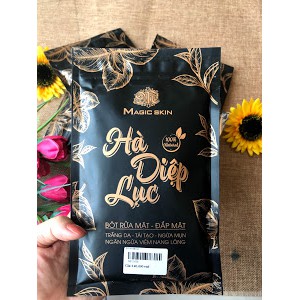 MAGIC SKIN
Hà
100%
Natural
Diệp
Lục
BỘT RỬA MẶT - ĐẮP MẶT
TRẮNG DA - TÁI TẠO - NGỪA MỤN
NGĂN NGỪA VIÊM NANG LÔNG